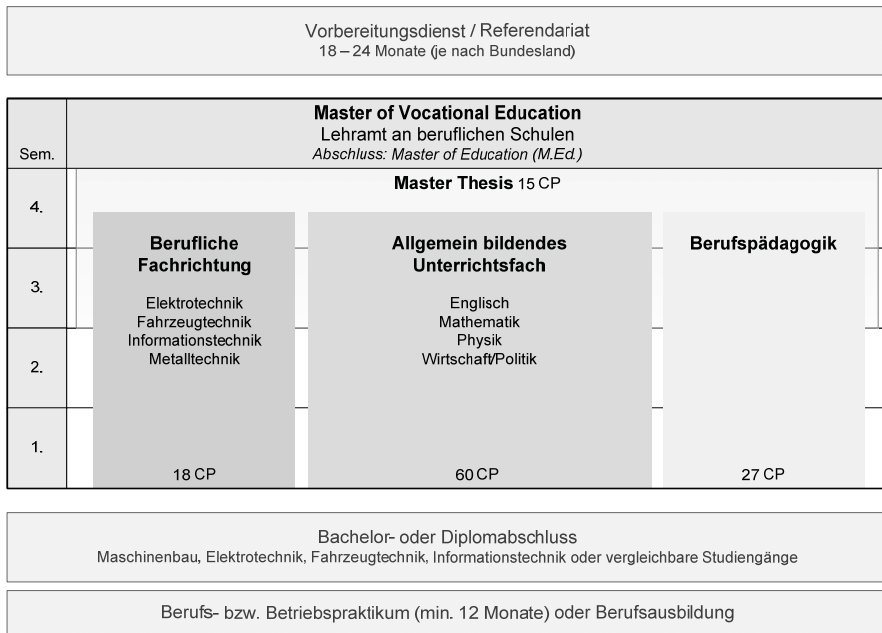 Vorbereitungsdienst / Referendariat
18 – 24 Monate (je nach Bundesland)
Sem.
Master of Vocational Education
Lehramt an beruflichen Schulen
Abschluss: Master of Education (M.Ed.)
Master Thesis 15 CP
4.
3.
2.
1.
Berufliche
Fachrichtung
Elektrotechnik
Fahrzeugtechnik
Informationstechnik
Metalltechnik
18 CP
Allgemein bildendes
Unterrichtsfach
Englisch
Mathematik
Physik
Wirtschaft/Politik
60 CP
Berufspädagogik
27 CP
Bachelor- oder Diplomabschluss
Maschinenbau, Elektrotechnik, Fahrzeugtechnik, Informationstechnik oder vergleichbare Studiengänge
Berufs- bzw. Betriebspraktikum (min. 12 Monate) oder Berufsausbildung